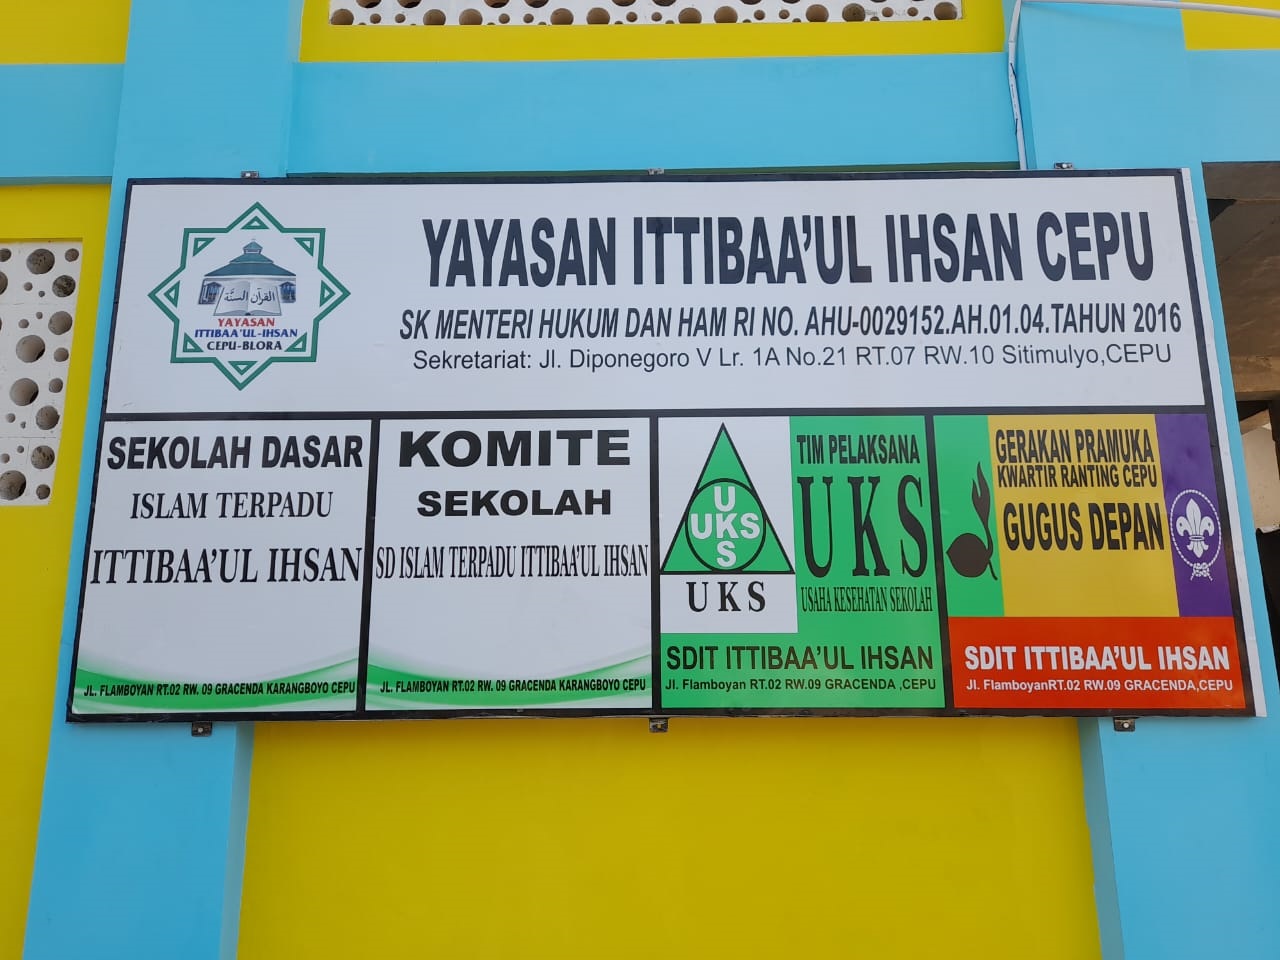 YAYASAN ITTIBAA'UL IHSAN CEPU
SK MENTERI HUKUM DAN HAM RI NO. AHU-0029152.AH.01.04.TAHUN 2016
Sekretariat: Jl. Diponegoro V Lr. 1A No.21 RT.07 RW.10 Sitimulyo,CEPU
القرآن السنّة
YAYASAN
ITTIBAA'UL-IHSAN
CEPU-BLORA
SEKOLAH DASAR
ISLAM TERPADU
ITTIBAA'UL IHSAN
JL. FLAMBOYAN RT.02 RW. 09 GRACENDA KARANGBOYO CEPU
KOMITE
SEKOLAH
SD ISLAM TERPADU ITTIBAA'UL IHSAN
JL. FLAMBOYAN RT.02 RW. 09 GRACENDA KARANGBOYO CEPU
U
UKS
S
UKS
TIM PELAKSANA
UKS
USAHA KESEHATAN SEKOLAH
SDIT ITTIBAA'UL IHSAN
Jl. Flamboyan RT.02 RW.09 GRACENDA ,CEPU
GERAKAN PRAMUKA
KWARTIR RANTING CEPU
GUGUS DEPAN
SDIT ITTIBAA'UL IHSAN
Jl. FlamboyanRT.02 RW.09 GRACENDA,CEPU